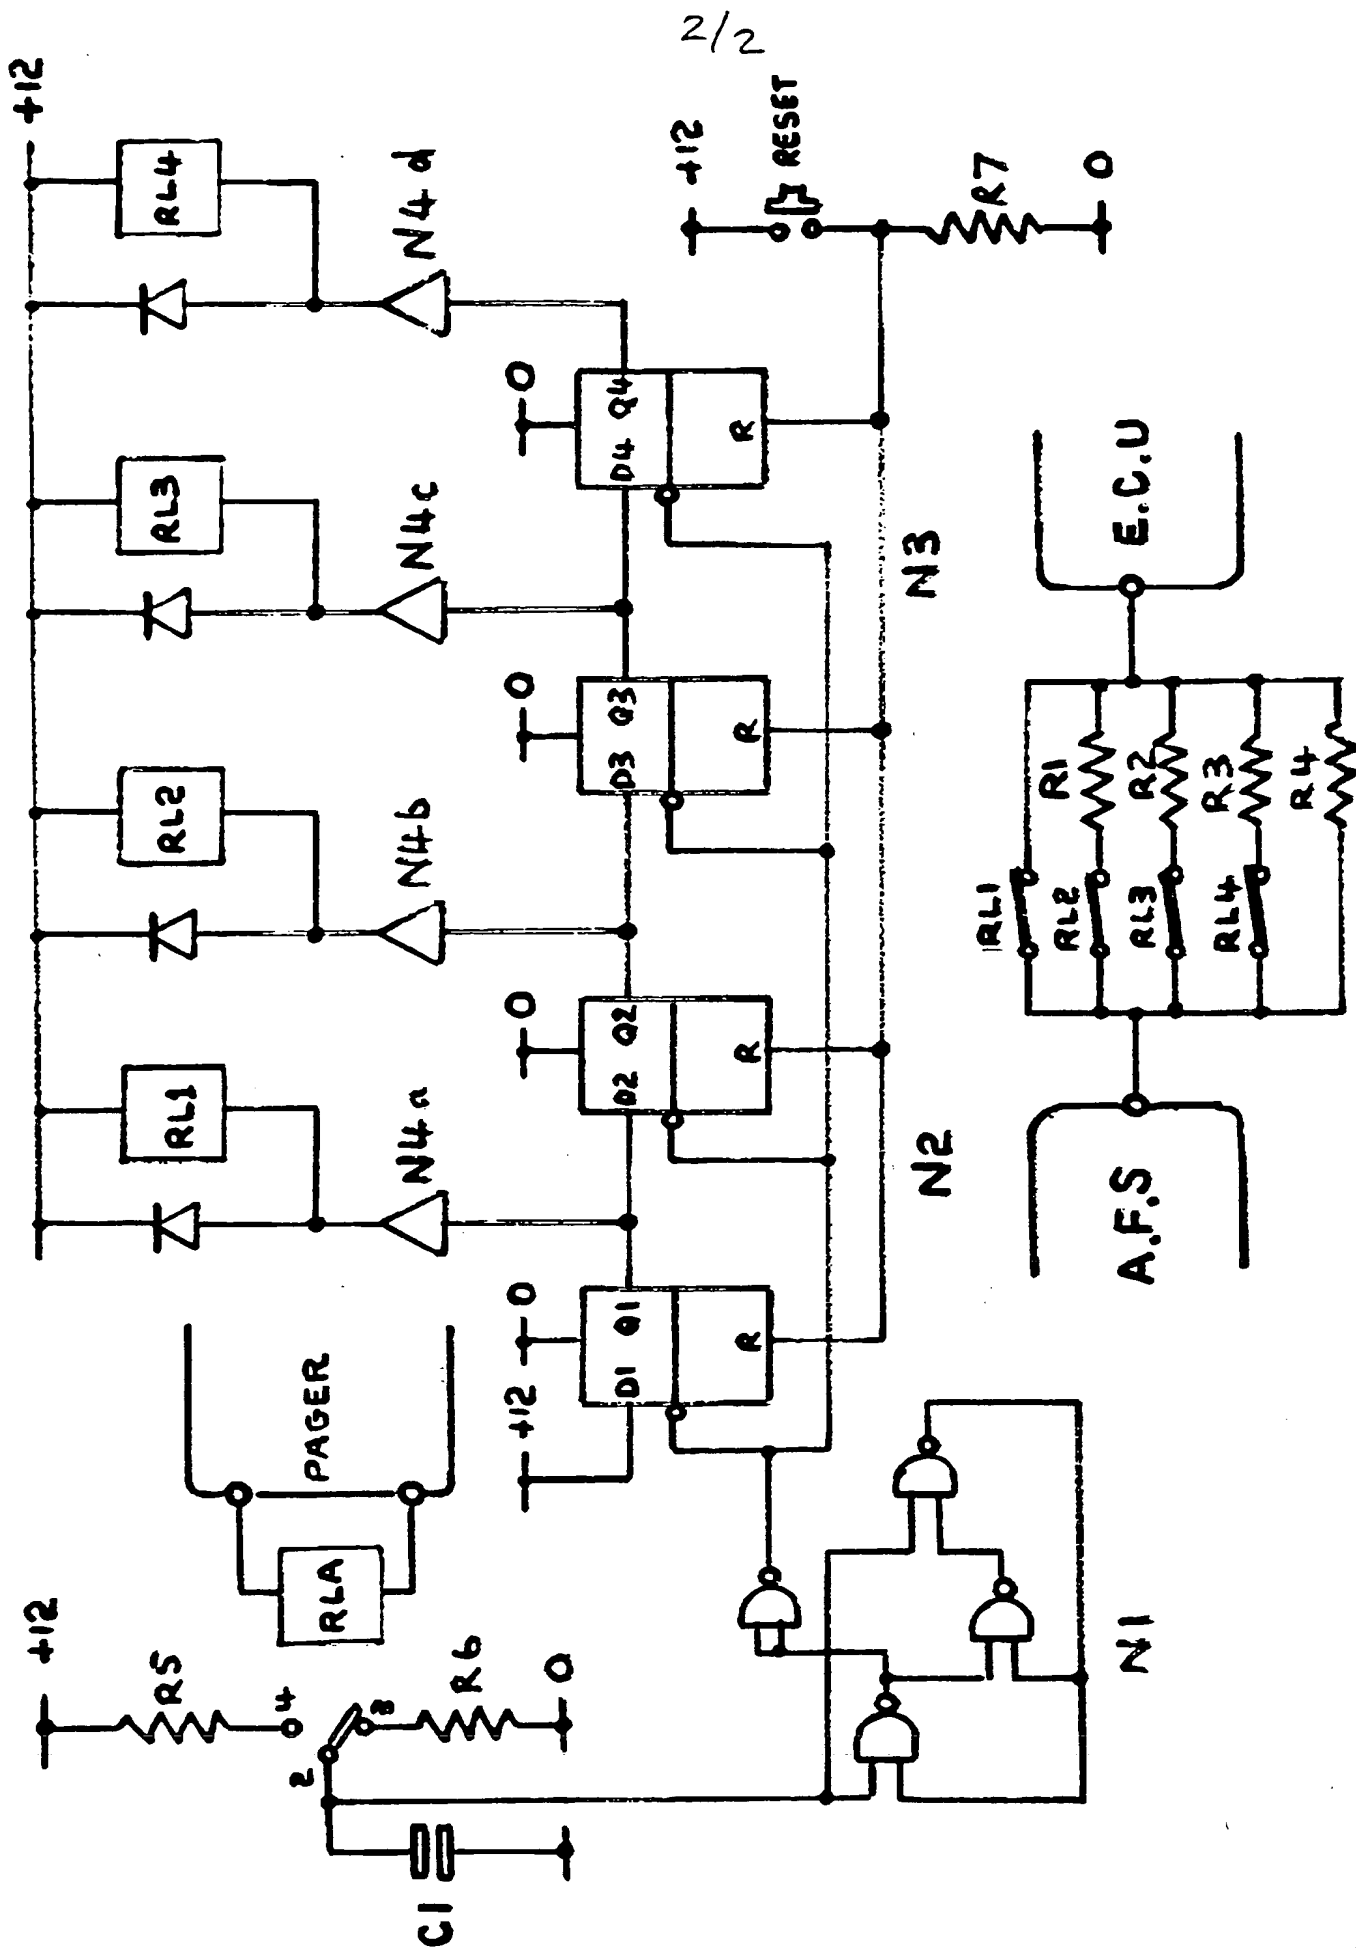 2/2
+12
RL1
RL2
RL3
RL4
N4a
N4b
N4c
N4d
+12
R5
4
2
3
R6
0
C1
RLA
PAGER
+12
0
D1 Q1
R
0
D2 Q2
R
0
D3 Q3
R
0
D4 Q4
R
+12
RESET
R7
0
N1
N2
N3
A.F.S
RL1
RL2
R1
RL3
R2
RL4
R3
R4
E.C.U